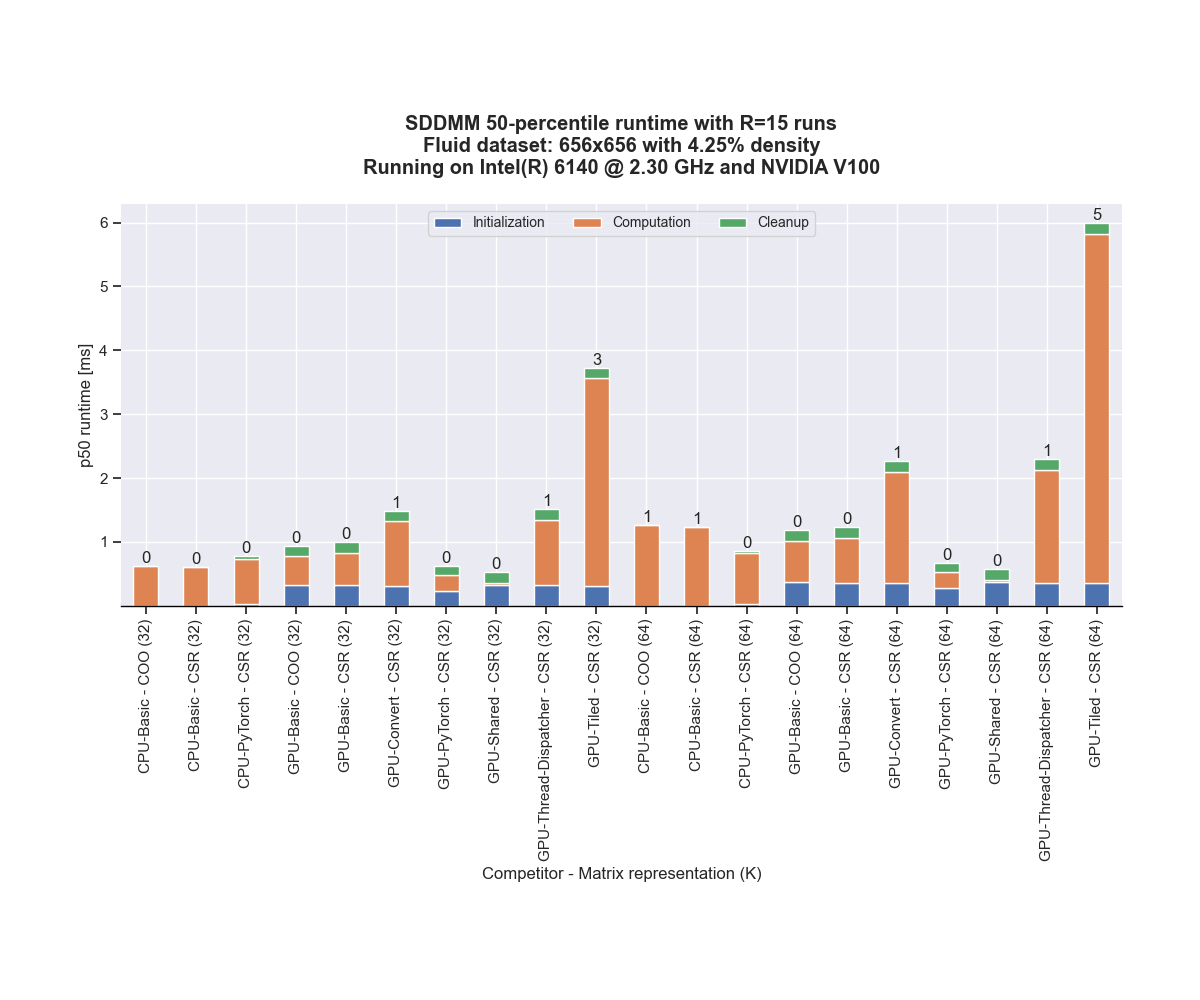 SDDMM 50-percentile runtime with R=15 runs
Fluid dataset: 656x656 with 4.25% density
Running on Intel(R) 6140 @ 2.30 GHz and NVIDIA V100
Initialization
Computation
Cleanup
p50 runtime [ms]
6
5
4
3
2
1
0
0
0
0
0
1
0
0
1
3
1
1
0
0
0
1
0
0
1
5
CPU-Basic - COO (32)
CPU-Basic - CSR (32)
CPU-PyTorch - CSR (32)
GPU-Basic - COO (32)
GPU-Basic - CSR (32)
GPU-Convert - CSR (32)
GPU-PyTorch - CSR (32)
GPU-Shared - CSR (32)
GPU-Thread-Dispatcher - CSR (32)
GPU-Tiled - CSR (32)
CPU-Basic - COO (64)
CPU-Basic - CSR (64)
CPU-PyTorch - CSR (64)
GPU-Basic - COO (64)
GPU-Basic - CSR (64)
GPU-Convert - CSR (64)
GPU-PyTorch - CSR (64)
GPU-Shared - CSR (64)
GPU-Thread-Dispatcher - CSR (64)
GPU-Tiled - CSR (64)
Competitor - Matrix representation (K)